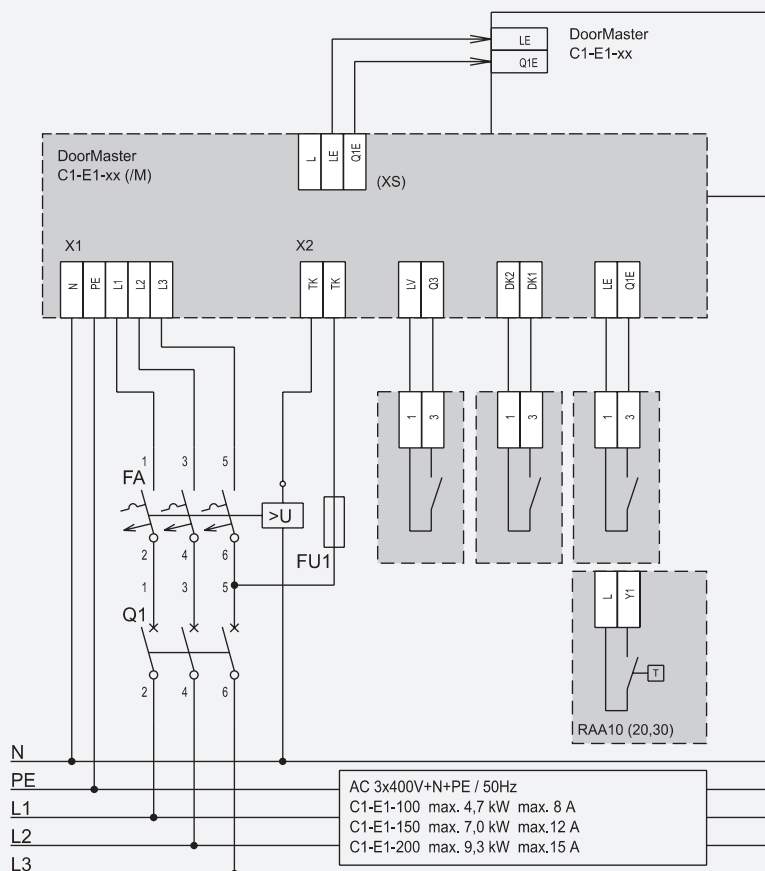 DoorMaster
C1-E1-xx
LE
Q1E
DoorMaster
C1-E1-xx (/M)
L
LE
Q1E
(XS)
X1
X2
N
PE
L1
L2
L3
TK
TK
LV
Q3
DK2
DK1
LE
Q1E
1
3
1
3
1
3
1
3
5
FA
>U
FU1
2
4
6
1
3
5
Q1
2
4
6
L
Y1
T
RAA10 (20,30)
N
PE
L1
L2
L3
AC 3x400V+N+PE / 50Hz
C1-E1-100 max. 4,7 kW max. 8 A
C1-E1-150 max. 7,0 kW max.12 A
C1-E1-200 max. 9,3 kW max.15 A